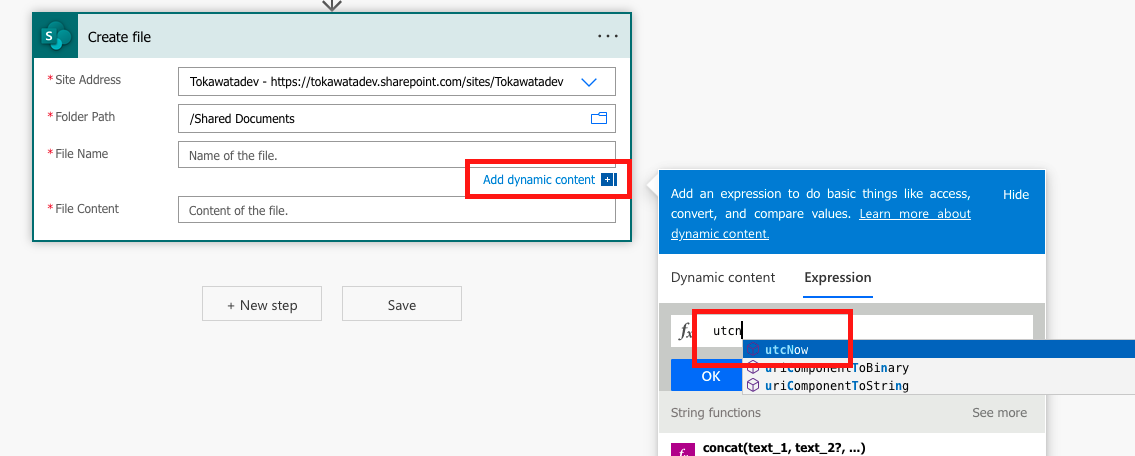 S
Create file
...
* Site Address
Tokawatadev - https://tokawatadev.sharepoint.com/sites/Tokawatadev
* Folder Path
/Shared Documents
* File Name
Name of the file.
Add dynamic content
* File Content
Content of the file.
+ New step
Save
Add an expression to do basic things like access,
convert, and compare values. Learn more about
dynamic content.
Hide
Dynamic content
Expression
fx
utcn
utcNow
uriComponentToBinary
uriComponentToString
OK
String functions
See more
concat(text_1, text_2?, ...)